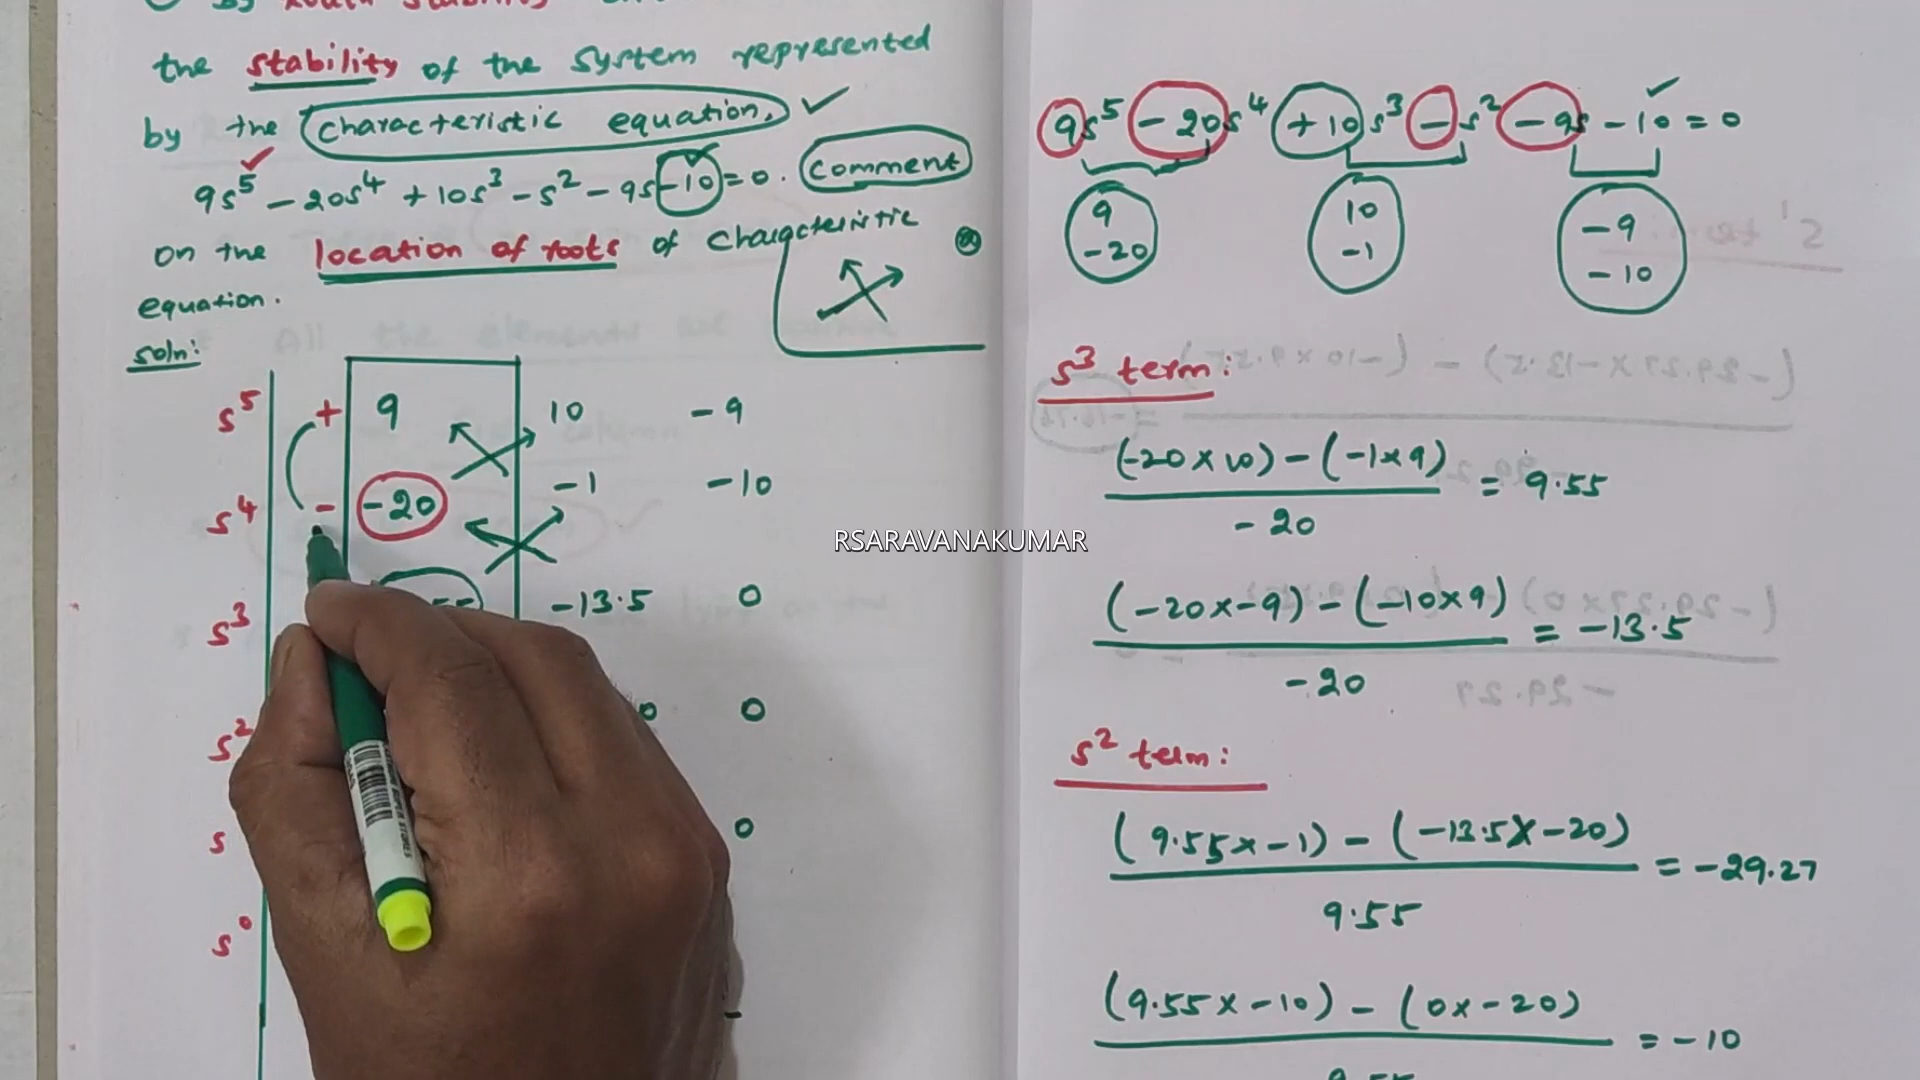 the stability of the system represented
by the characteristic equation.
9s⁵ - 20s⁴ + 10s³ - s² - 9s - 10 = 0. comment
on the location of roots of characteristic
equation.
soln:
s⁵ + 9 10 -9
s⁴ - -20 -1 -10
s³ -13.5 0
s² 0
s 0
s⁰
RSARAVANAKUMAR
9s⁵ - 20s⁴ + 10s³ - s² - 9s - 10 = 0
9 10 -9
-20 -1 -10
s³ term:
(-20 x 10) - (-1 x 9)
= 9.55
-20
(-20 x -9) - (-10 x 9)
= -13.5
-20
s² term:
(9.55 x -1) - (-13.5 x -20)
= -29.27
9.55
(9.55 x -10) - (0 x -20)
= -10
9.55